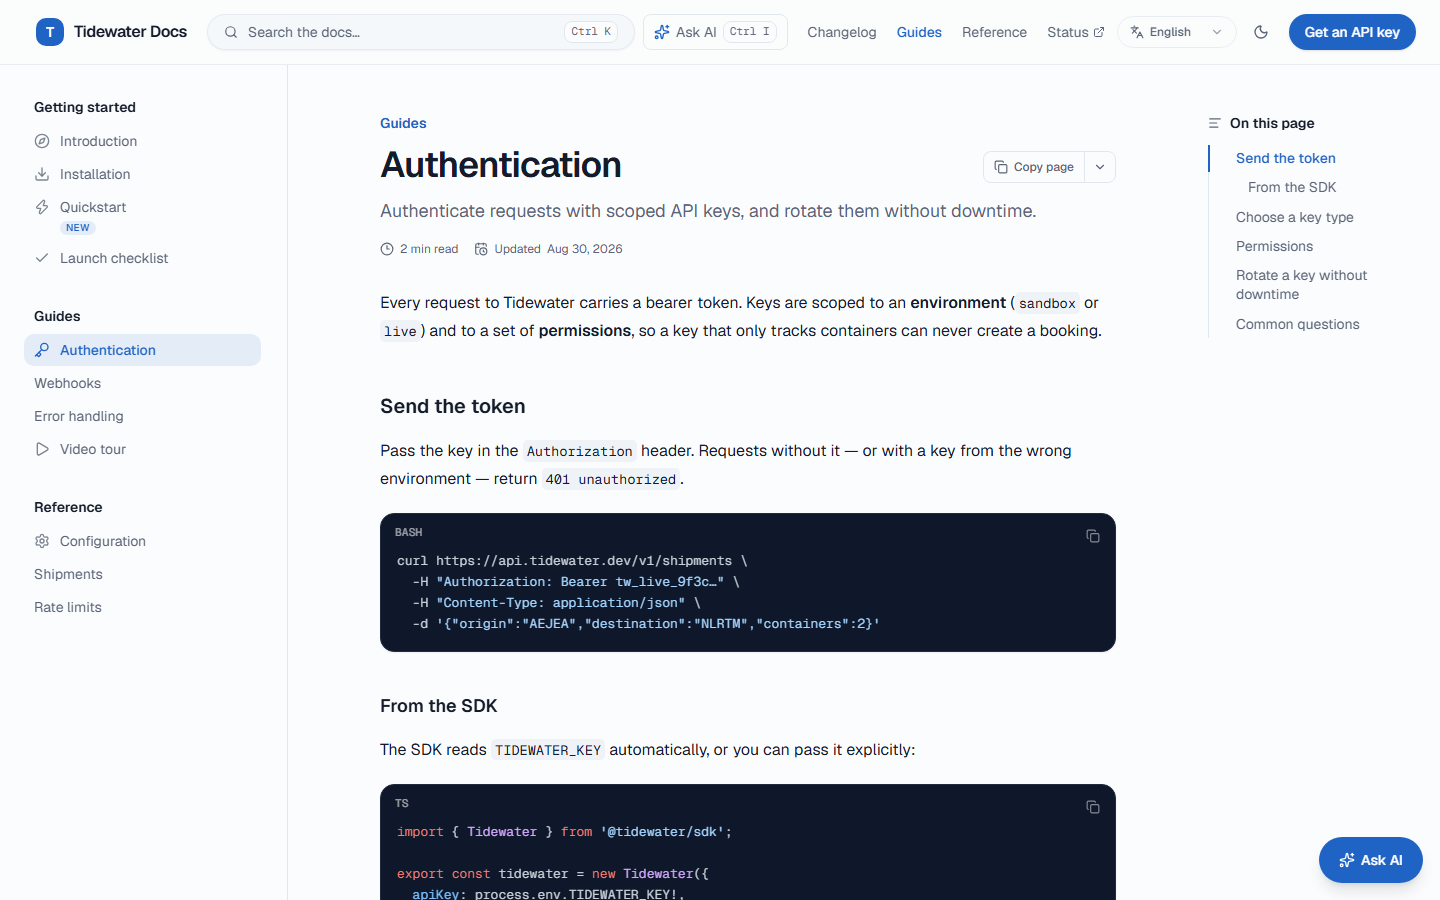 T Tidewater Docs
Search the docs... Ctrl K
Ask AI Ctrl I
Changelog
Guides
Reference
Status
English
Get an API key
Getting started
Introduction
Installation
Quickstart
NEW
Launch checklist
Guides
Authentication
Webhooks
Error handling
Video tour
Reference
Configuration
Shipments
Rate limits
Guides
Authentication
Copy page
Authenticate requests with scoped API keys, and rotate them without downtime.
2 min read Updated Aug 30, 2026
Every request to Tidewater carries a bearer token. Keys are scoped to an environment (sandbox or
live) and to a set of permissions, so a key that only tracks containers can never create a booking.
Send the token
Pass the key in the Authorization header. Requests without it — or with a key from the wrong
environment — return 401 unauthorized.
BASH
curl https://api.tidewater.dev/v1/shipments \
  -H "Authorization: Bearer tw_live_9f3c…" \
  -H "Content-Type: application/json" \
  -d '{"origin":"AEJEA","destination":"NLRTM","containers":2}'
From the SDK
The SDK reads TIDEWATER_KEY automatically, or you can pass it explicitly:
TS
import { Tidewater } from '@tidewater/sdk';
export const tidewater = new Tidewater({
  apiKey: process.env.TIDEWATER_KEY!,
On this page
Send the token
From the SDK
Choose a key type
Permissions
Rotate a key without
downtime
Common questions
Ask AI